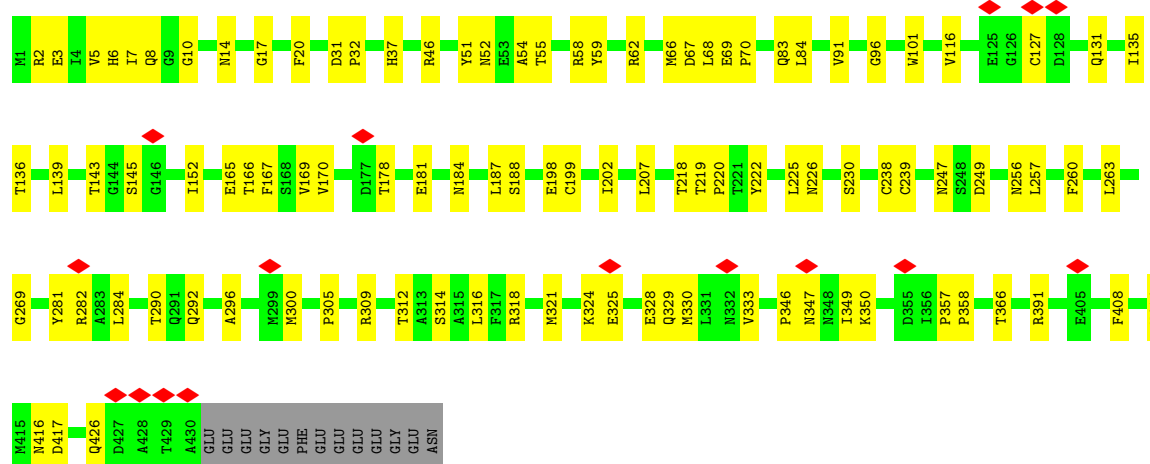 M1 R2 E3 I4 V5 H6 I7 Q8 G9 G10 N14 G17 F20 D31 P32 H37 R46 Y51 N52 E53 A54 T55 R58 Y59 R62 M66 D67 L68 E69 P70 Q83 L84 V91 G96 W101 V116 E125 G126 C127 D128 Q131 I135
T136 L139 T143 G144 S145 G146 I152 E165 T166 F167 S168 V169 V170 D177 T178 E181 N184 L187 S188 E198 C199 I202 L207 T218 T219 P220 T221 Y222 L225 N226 S230 C238 C239 N247 S248 D249 N256 L257 F260 L263
G269 Y281 R282 A283 L284 T290 Q291 Q292 A296 M299 M300 P305 R309 T312 A313 S314 A315 L316 F317 R318 M321 K324 E325 E328 Q329 M330 L331 N332 V333 P346 N347 N348 I349 K350 D355 I356 P357 P358 T366 R391 E405 F408
M415 N416 D417 Q426 D427 A428 T429 A430 GLU GLU GLU GLY GLU PHE GLU GLU GLU GLU GLY GLU ASN